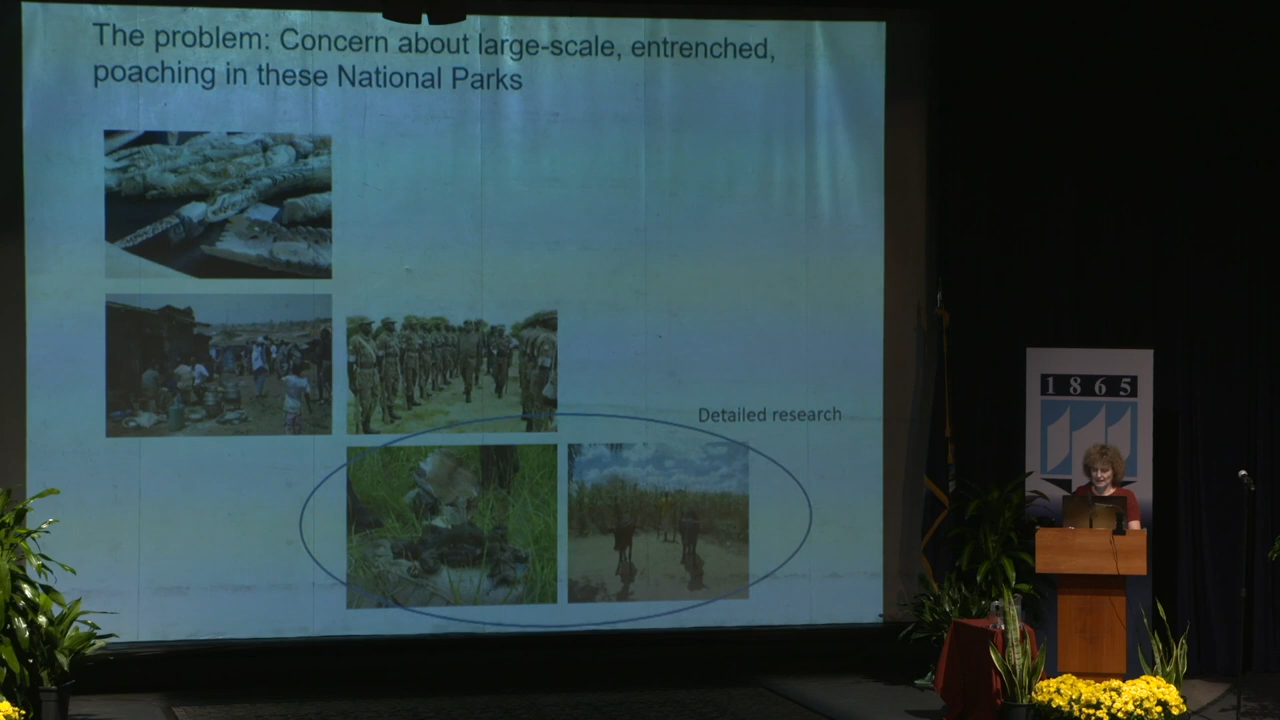 The problem: Concern about large-scale, entrenched,
poaching in these National Parks
Detailed research
1865